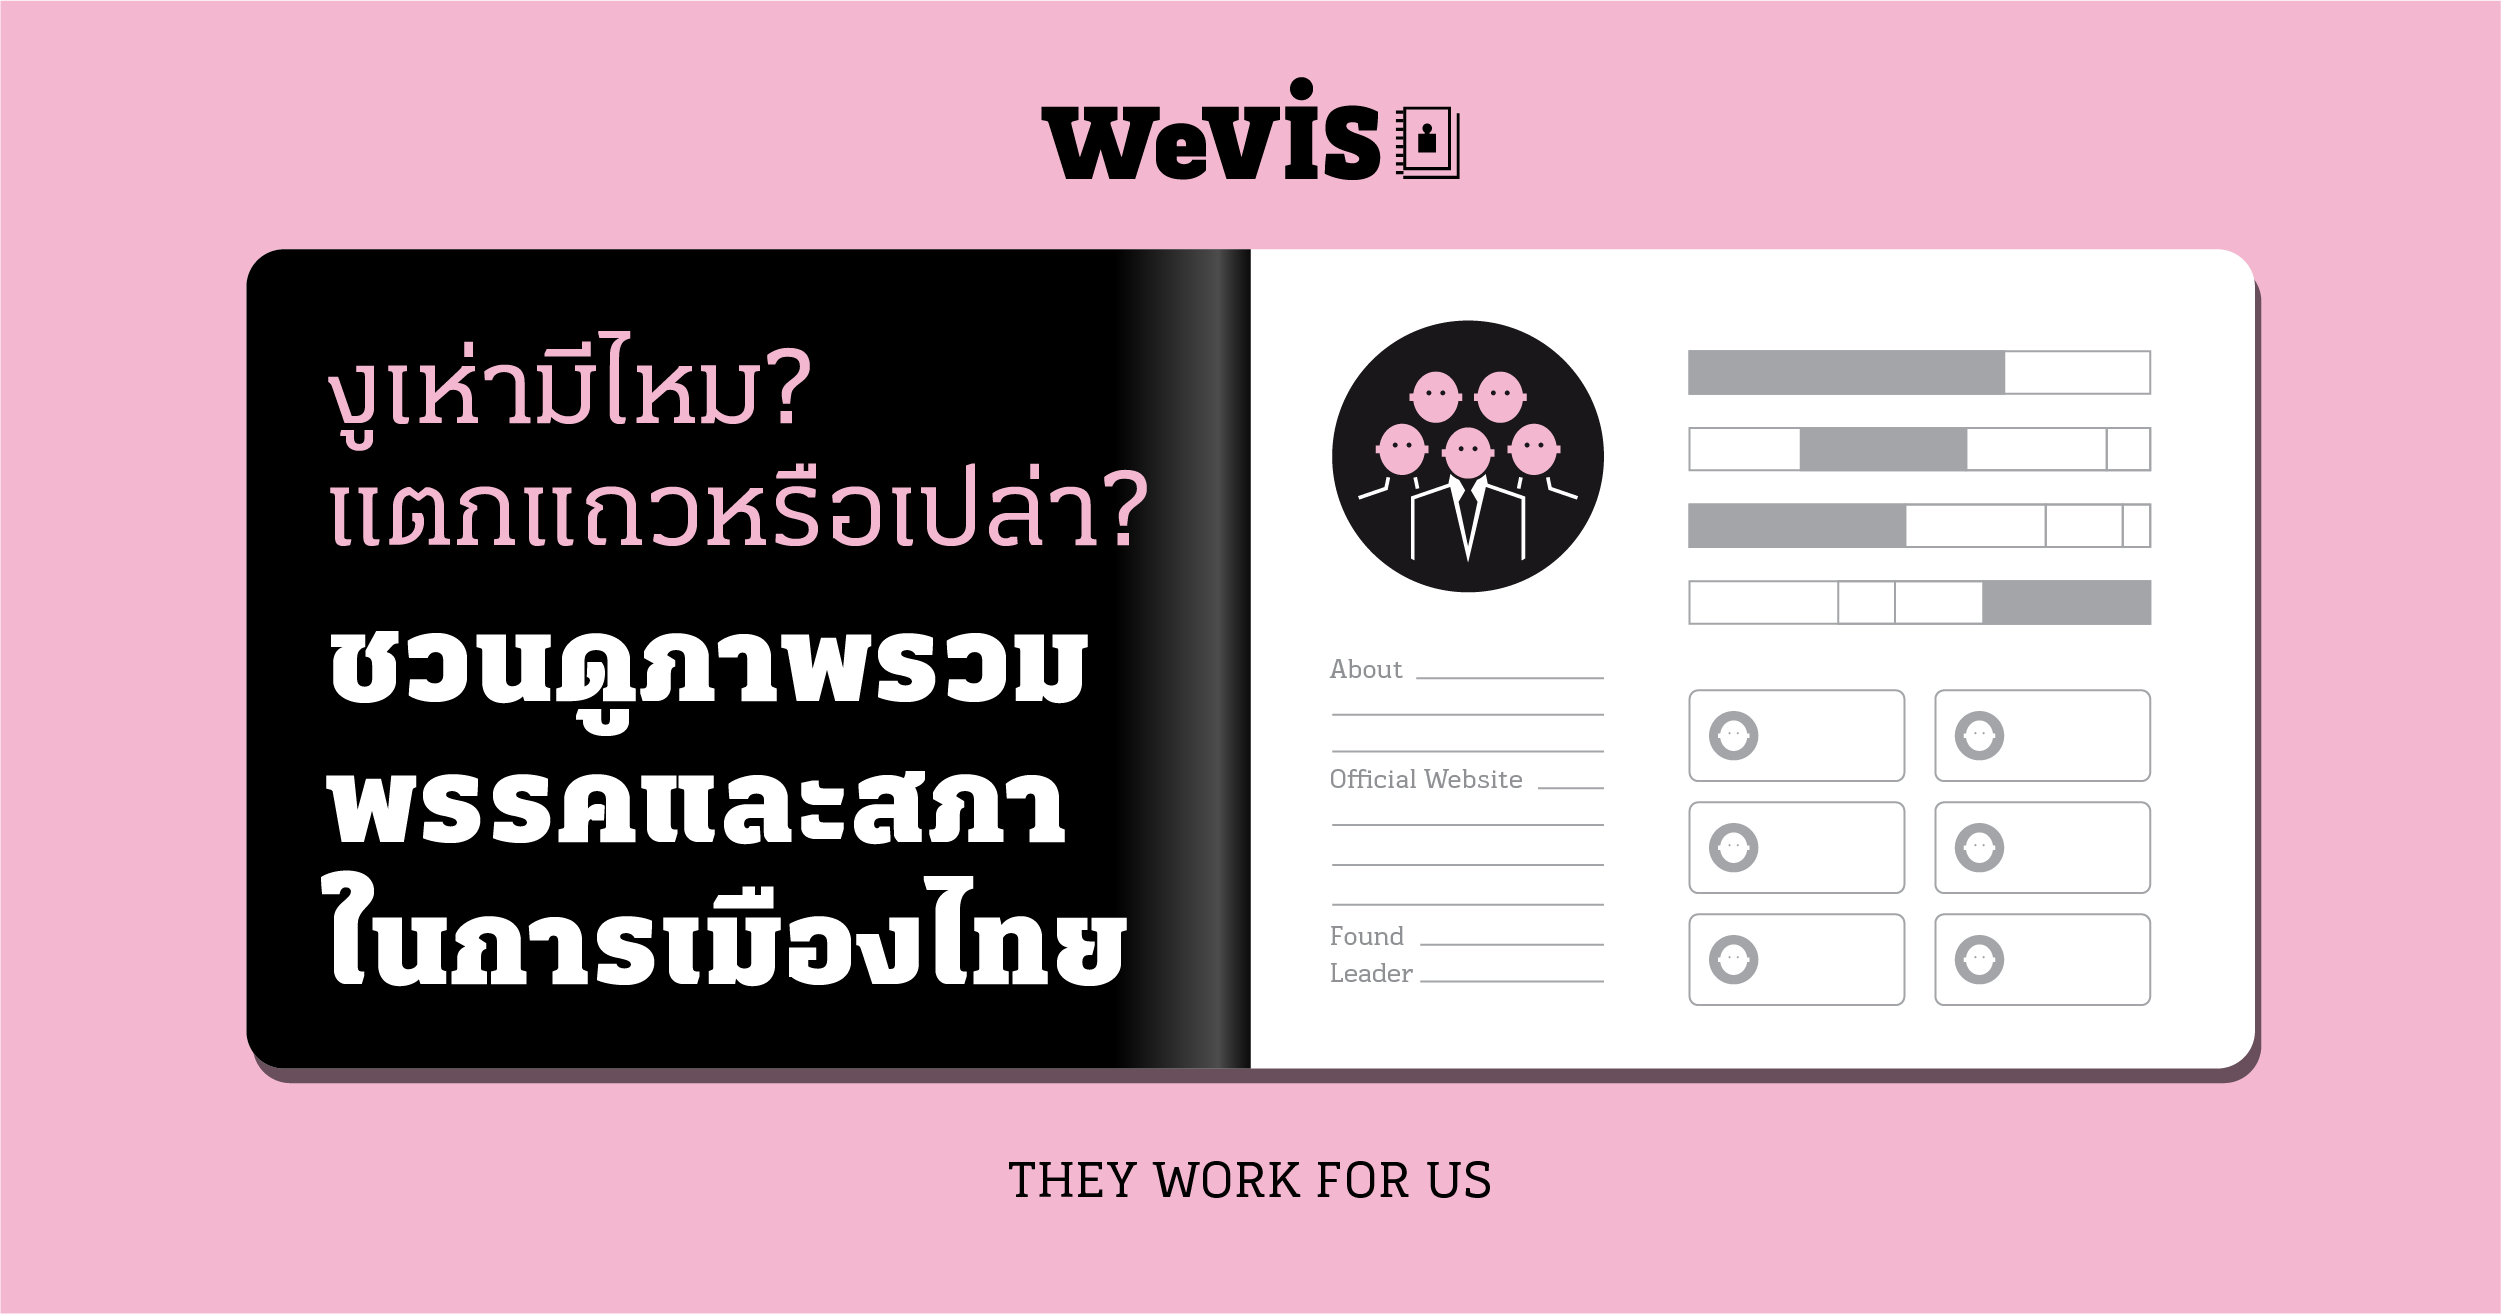 WeVIS
งูเห่ามีไหม?
แตกแถวหรือเปล่า?
ชวนดูภาพรวม
พรรคและสภา
ในการเมืองไทย
About
Official Website
Found
Leader
THEY WORK FOR US